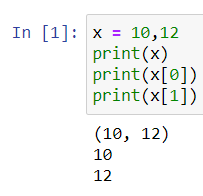 In [1]: x = 10,12
print(x)
print(x[0])
print(x[1])
(10, 12)
10
12